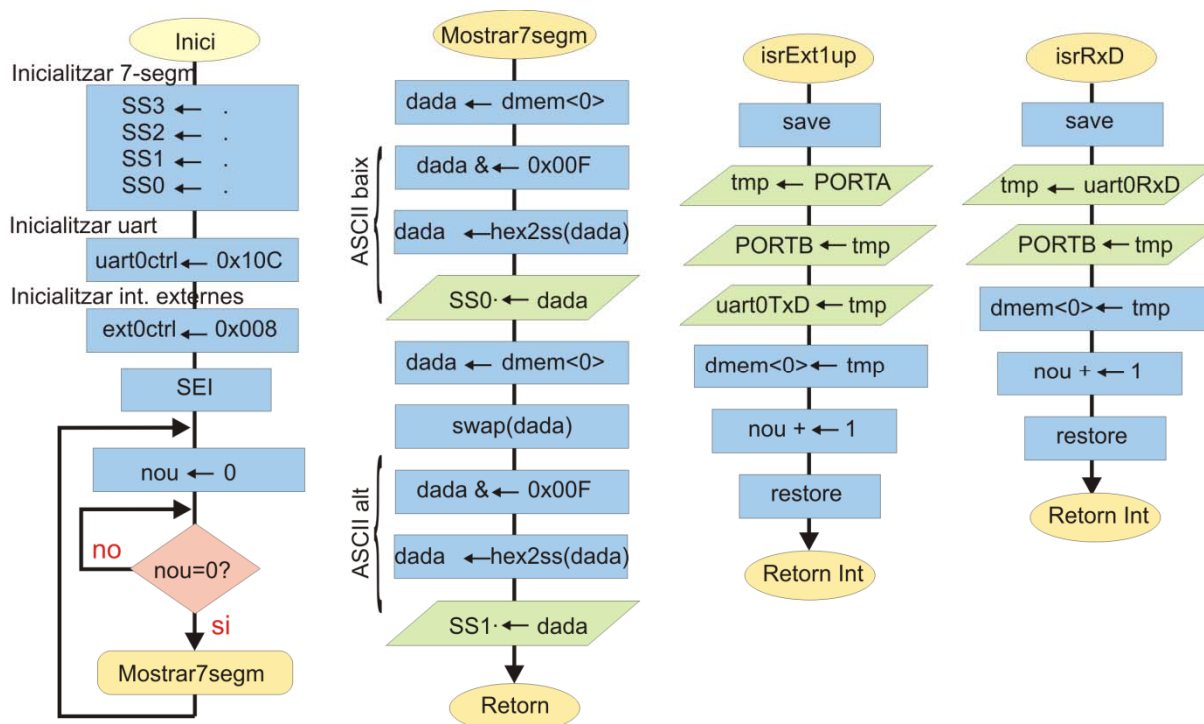 Inici
Inicialitzar 7-segm
SS3 ← .
SS2 ← .
SS1 ← .
SS0 ← .
Inicialitzar uart
uart0ctrl ← 0x10C
Inicialitzar int. externes
ext0ctrl ← 0x008
SEI
nou ← 0
no
nou=0?
si
Mostrar7segm
Mostrar7segm
dada ← dmem<0>
ASCII baix
dada &← 0x00F
dada ←hex2ss(dada)
SS0·← dada
dada ← dmem<0>
swap(dada)
ASCII alt
dada &← 0x00F
dada ←hex2ss(dada)
SS1·← dada
Retorn
isrExt1up
save
tmp ← PORTA
PORTB ← tmp
uart0TxD ← tmp
dmem<0>← tmp
nou + ← 1
restore
Retorn Int
isrRxD
save
tmp ← uart0RxD
PORTB ← tmp
dmem<0>← tmp
nou + ← 1
restore
Retorn Int